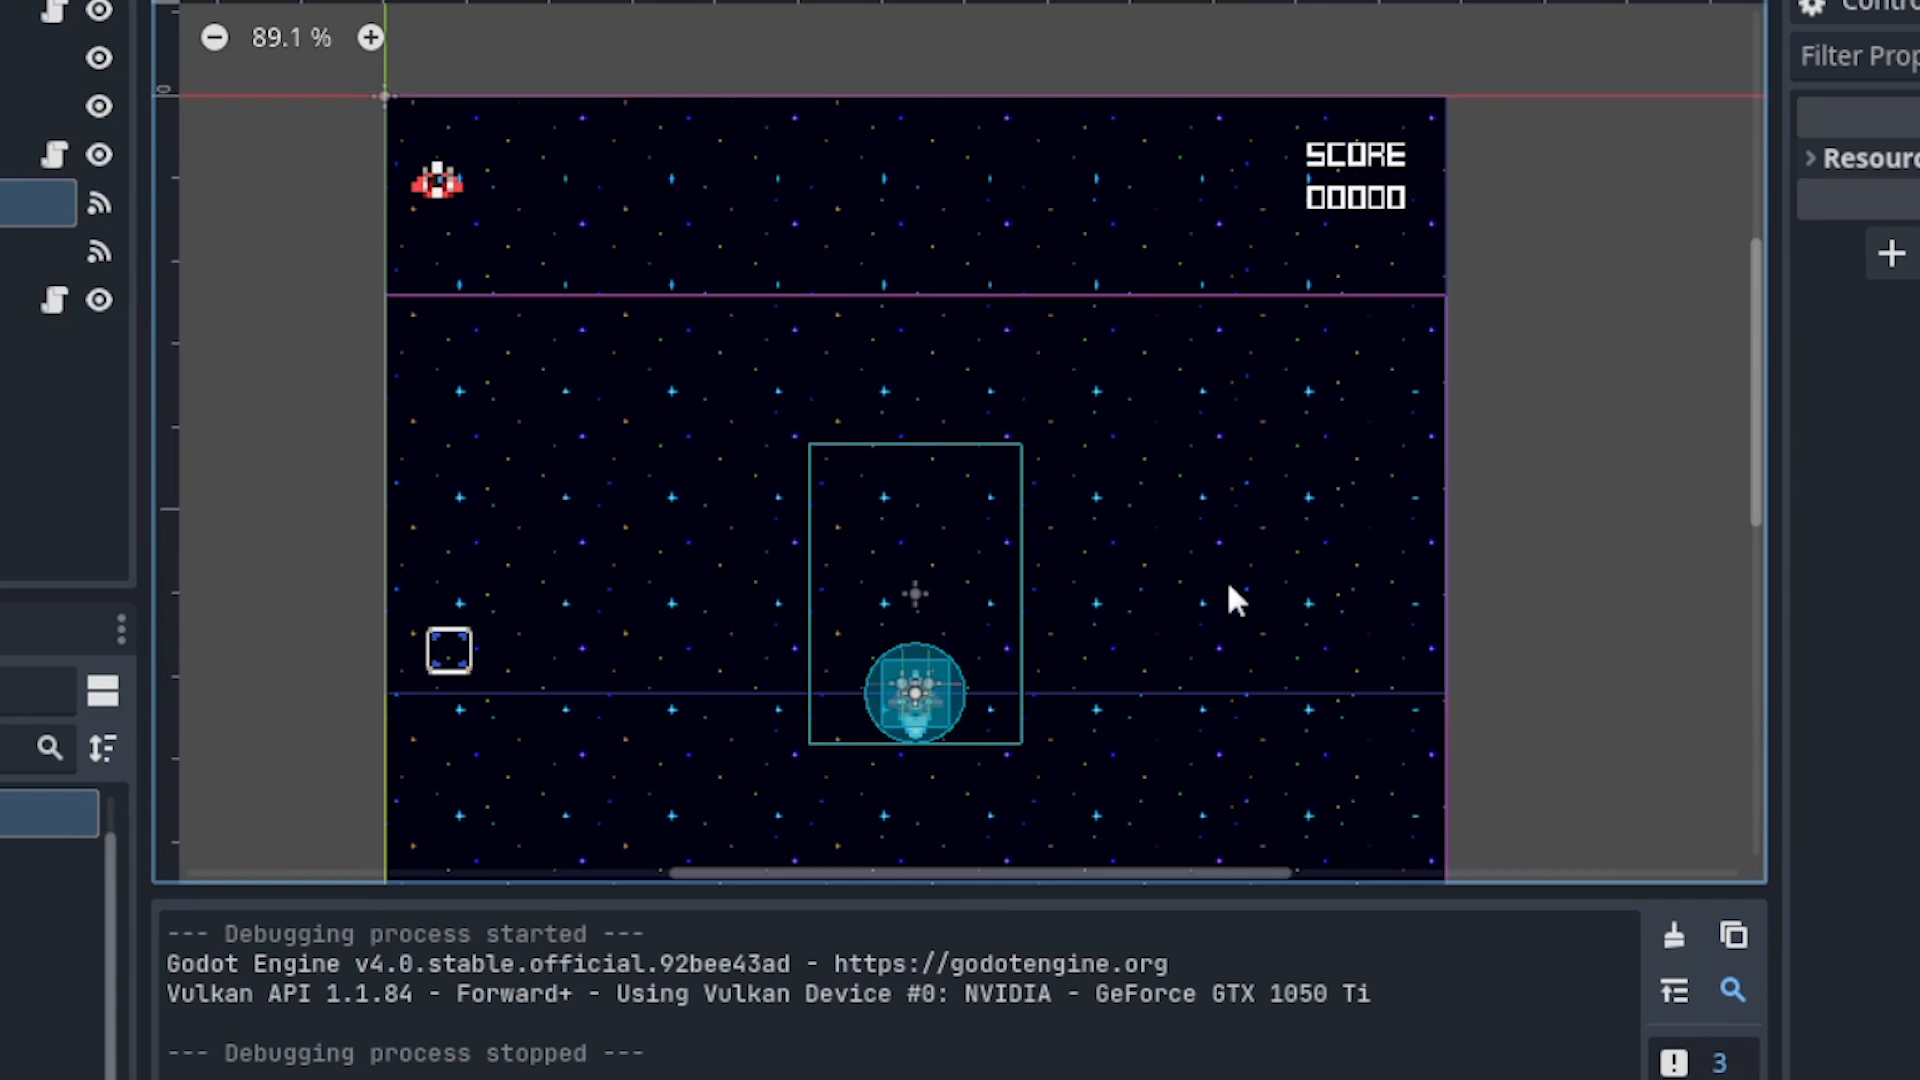 Contro
89.1 %
Filter Prop
0
SCORE
Resourc
00000
--- Debugging process started ---
Godot Engine v4.0.stable.official.92bee43ad - https://godotengine.org
Vulkan API 1.1.84 - Forward+ - Using Vulkan Device #0: NVIDIA - GeForce GTX 1050 Ti
--- Debugging process stopped ---
3